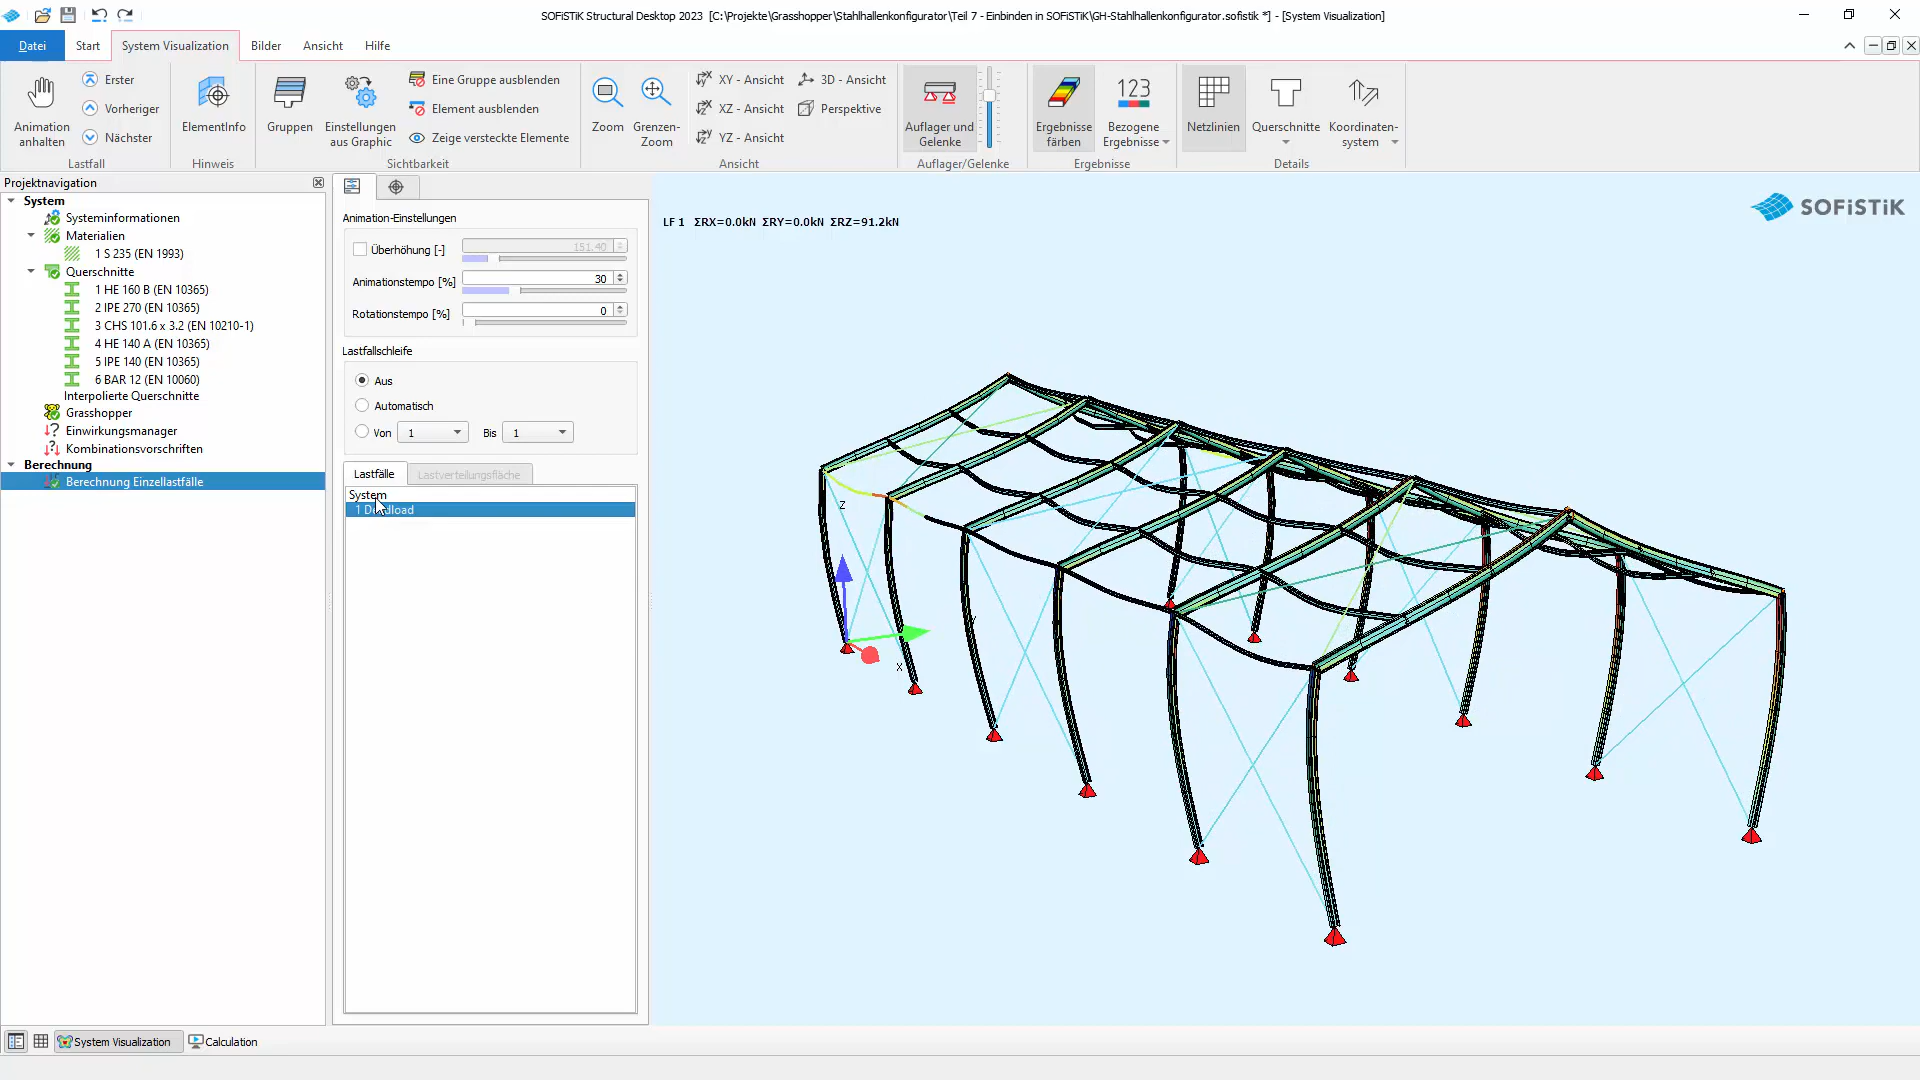 SOFiSTiK Structural Desktop 2023 [C:\Projekte\Grasshopper\Stahlhallenkonfigurator\Teil 7 - Einbinden in SOFiSTiK\GH-Stahlhallenkonfigurator.sofistik *] - [System Visualization]
Datei Start System Visualization Bilder Ansicht Hilfe
Animation anhalten
Erster
Vorheriger
Nächster
Lastfall
ElementInfo
Hinweis
Gruppen
Einstellungen aus Graphic
Eine Gruppe ausblenden
Element ausblenden
Zeige versteckte Elemente
Sichtbarkeit
Zoom
Grenzen-Zoom
XY - Ansicht
XZ - Ansicht
YZ - Ansicht
3D - Ansicht
Perspektive
Ansicht
Auflager und Gelenke
Auflager/Gelenke
Ergebnisse färben
123
Bezogene Ergebnisse
Ergebnisse
Netzlinien
Querschnitte
Koordinaten-system
Details
Projektnavigation
System
Systeminformationen
Materialien
1 S 235 (EN 1993)
Querschnitte
1 HE 160 B (EN 10365)
2 IPE 270 (EN 10365)
3 CHS 101.6 x 3.2 (EN 10210-1)
4 HE 140 A (EN 10365)
5 IPE 140 (EN 10365)
6 BAR 12 (EN 10060)
Interpolierte Querschnitte
Grasshopper
Einwirkungsmanager
Kombinationsvorschriften
Berechnung
Berechnung Einzellastfälle
Animation-Einstellungen
Überhöhung [-] 151.40
Animationstempo [%] 30
Rotationstempo [%] 0
Lastfallschleife
Aus
Automatisch
Von 1 Bis 1
Lastfälle Lastverteilungsfläche
System
1 Deadload
LF 1 ΣRX=0.0kN ΣRY=0.0kN ΣRZ=91.2kN
SOFiSTiK
Z
Y
X
System Visualization Calculation